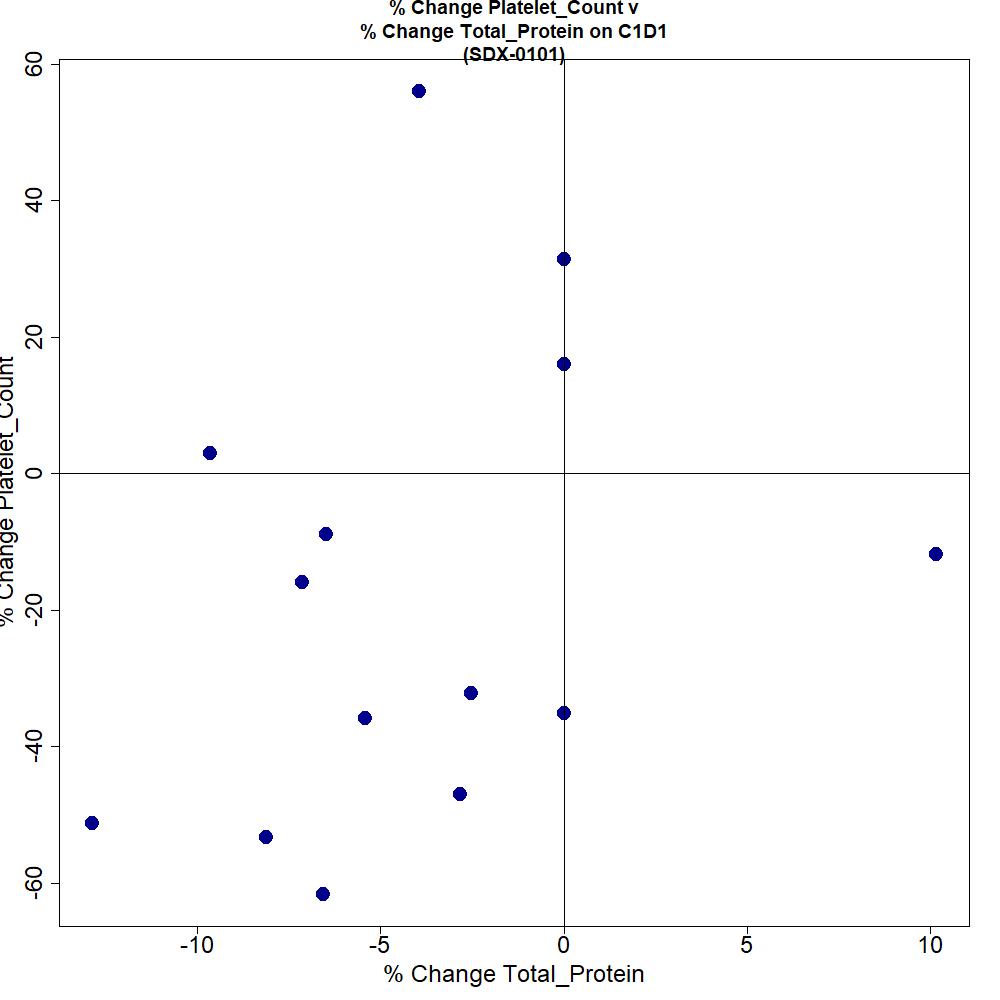 % Change Platelet_Count v
% Change Total_Protein on C1D1
(SDX-0101)
60
40
20
0
-20
-40
-60
% Change Platelet_Count
-10
-5
0
5
10
% Change Total_Protein